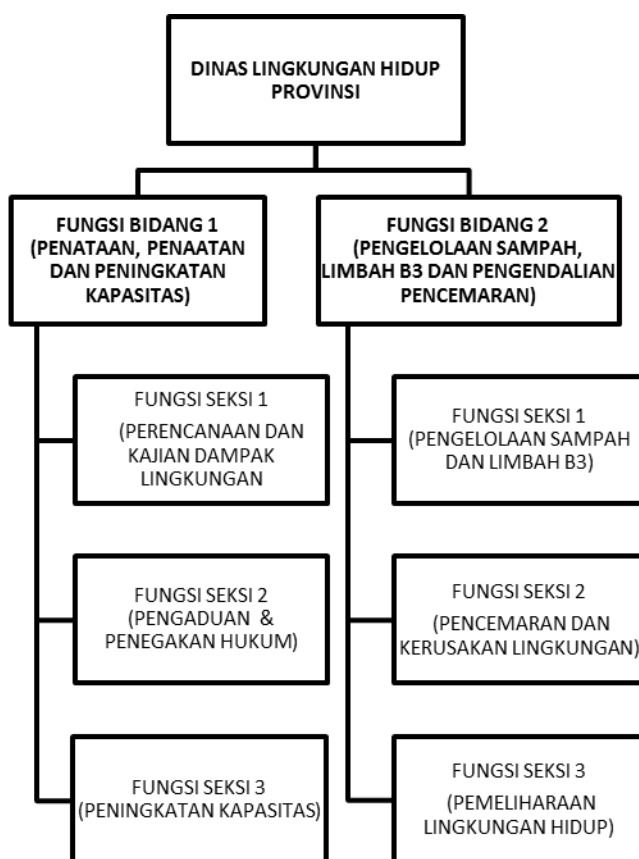 DINAS LINGKUNGAN HIDUP
PROVINSI
FUNGSI BIDANG 1
(PENATAAN, PENAATAN
DAN PENINGKATAN
KAPASITAS)
FUNGSI SEKSI 1
(PERENCANAAN DAN
KAJIAN DAMPAK
LINGKUNGAN
FUNGSI SEKSI 2
(PENGADUAN & 
PENEGAKAN HUKUM)
FUNGSI SEKSI 3
(PENINGKATAN KAPASITAS)
FUNGSI BIDANG 2
(PENGELOLAAN SAMPAH,
LIMBAH B3 DAN PENGENDALIAN
PENCEMARAN)
FUNGSI SEKSI 1
(PENGELOLAAN SAMPAH
DAN LIMBAH B3)
FUNGSI SEKSI 2
(PENCEMARAN DAN
KERUSAKAN LINGKUNGAN)
FUNGSI SEKSI 3
(PEMELIHARAAN
LINGKUNGAN HIDUP)